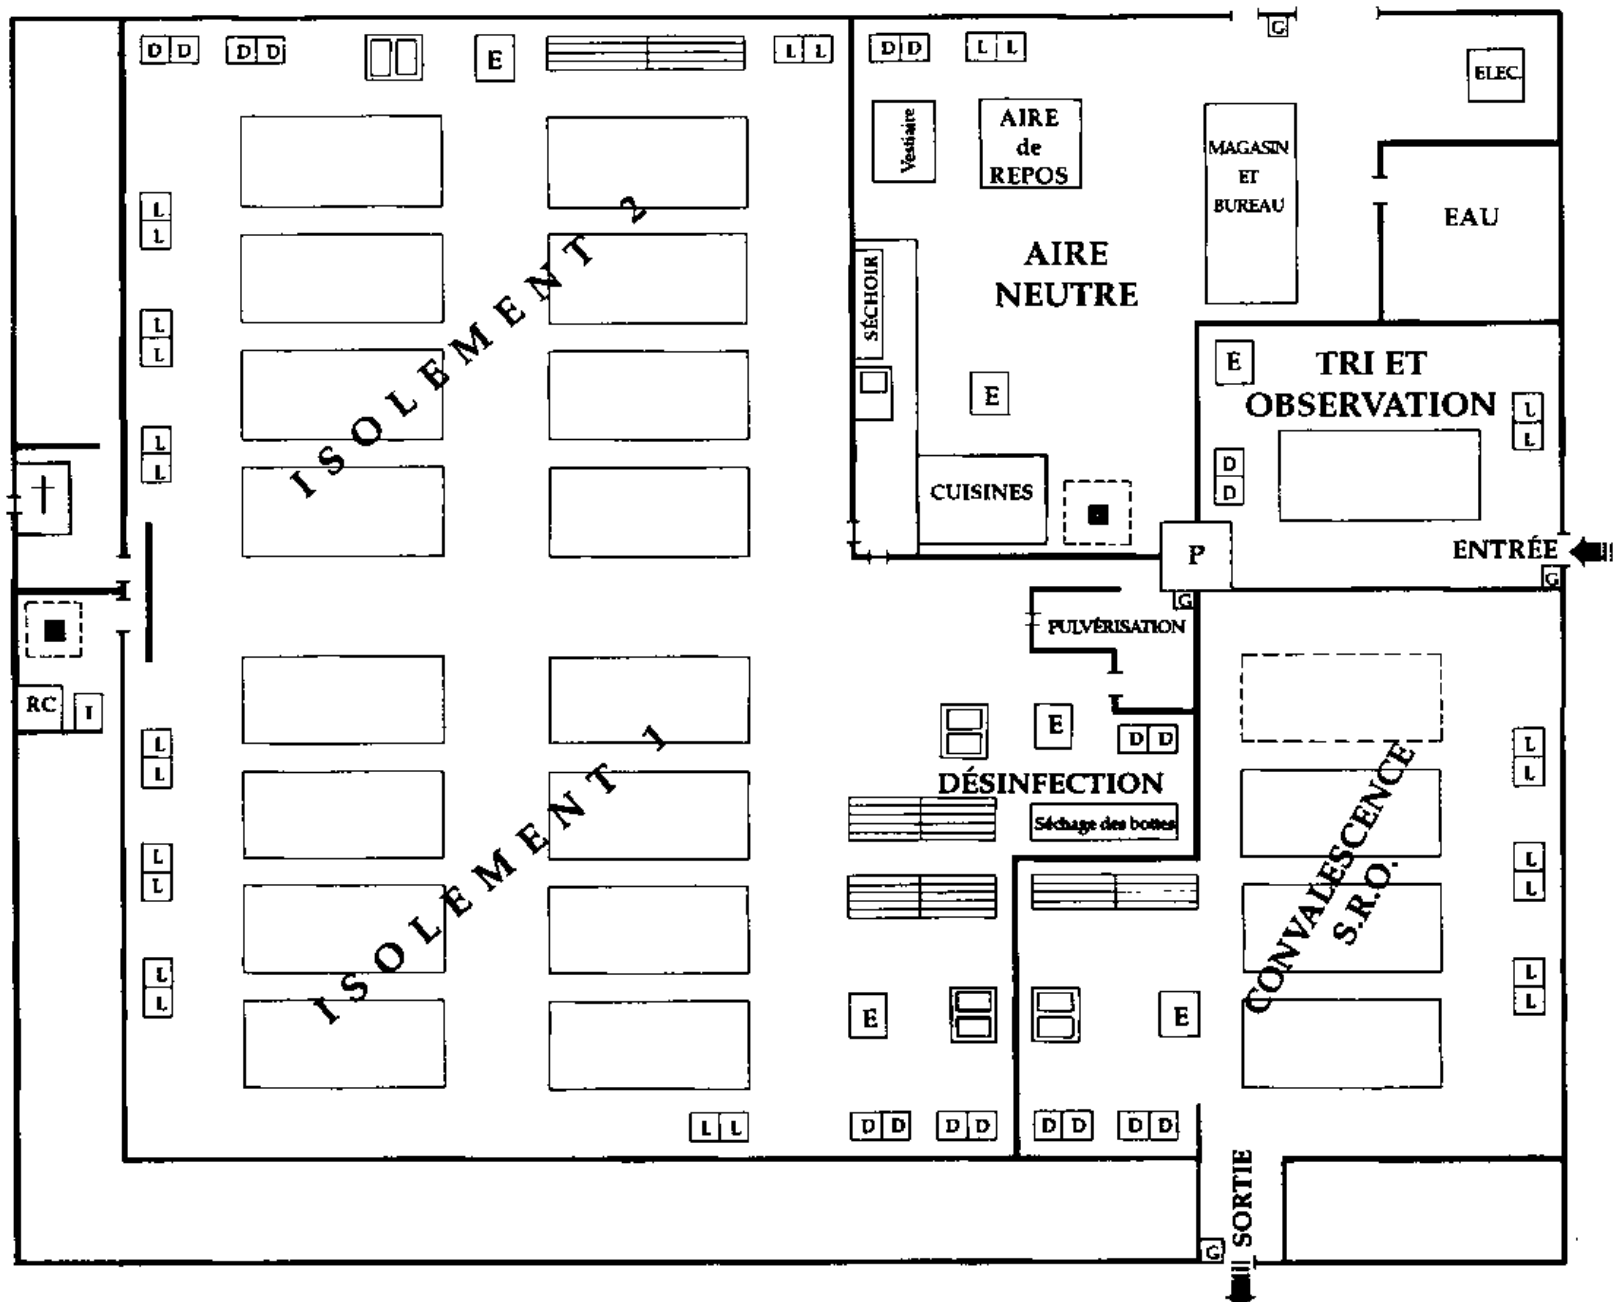 D D D D E L L D D L L G
ELEC.
Vestiaire
AIRE
de
REPOS
MAGASIN
ET
BUREAU
EAU
L
L
ISOLEMENT 2
SÉCHOIR
AIRE
NEUTRE
L
L
E
TRI ET
OBSERVATION
E
L
L
L
L
D
D
CUISINES
P
ENTRÉE
G
G
PULVÉRISATION
RC
I
ISOLEMENT 1
L
L
E
D D
DÉSINFECTION
Séchage des bottes
CONVALESCENCE
S.R.O.
L
L
L
L
L
L
L
L
E
E
L
L
L L
D D D D D D D D
SORTIE
G